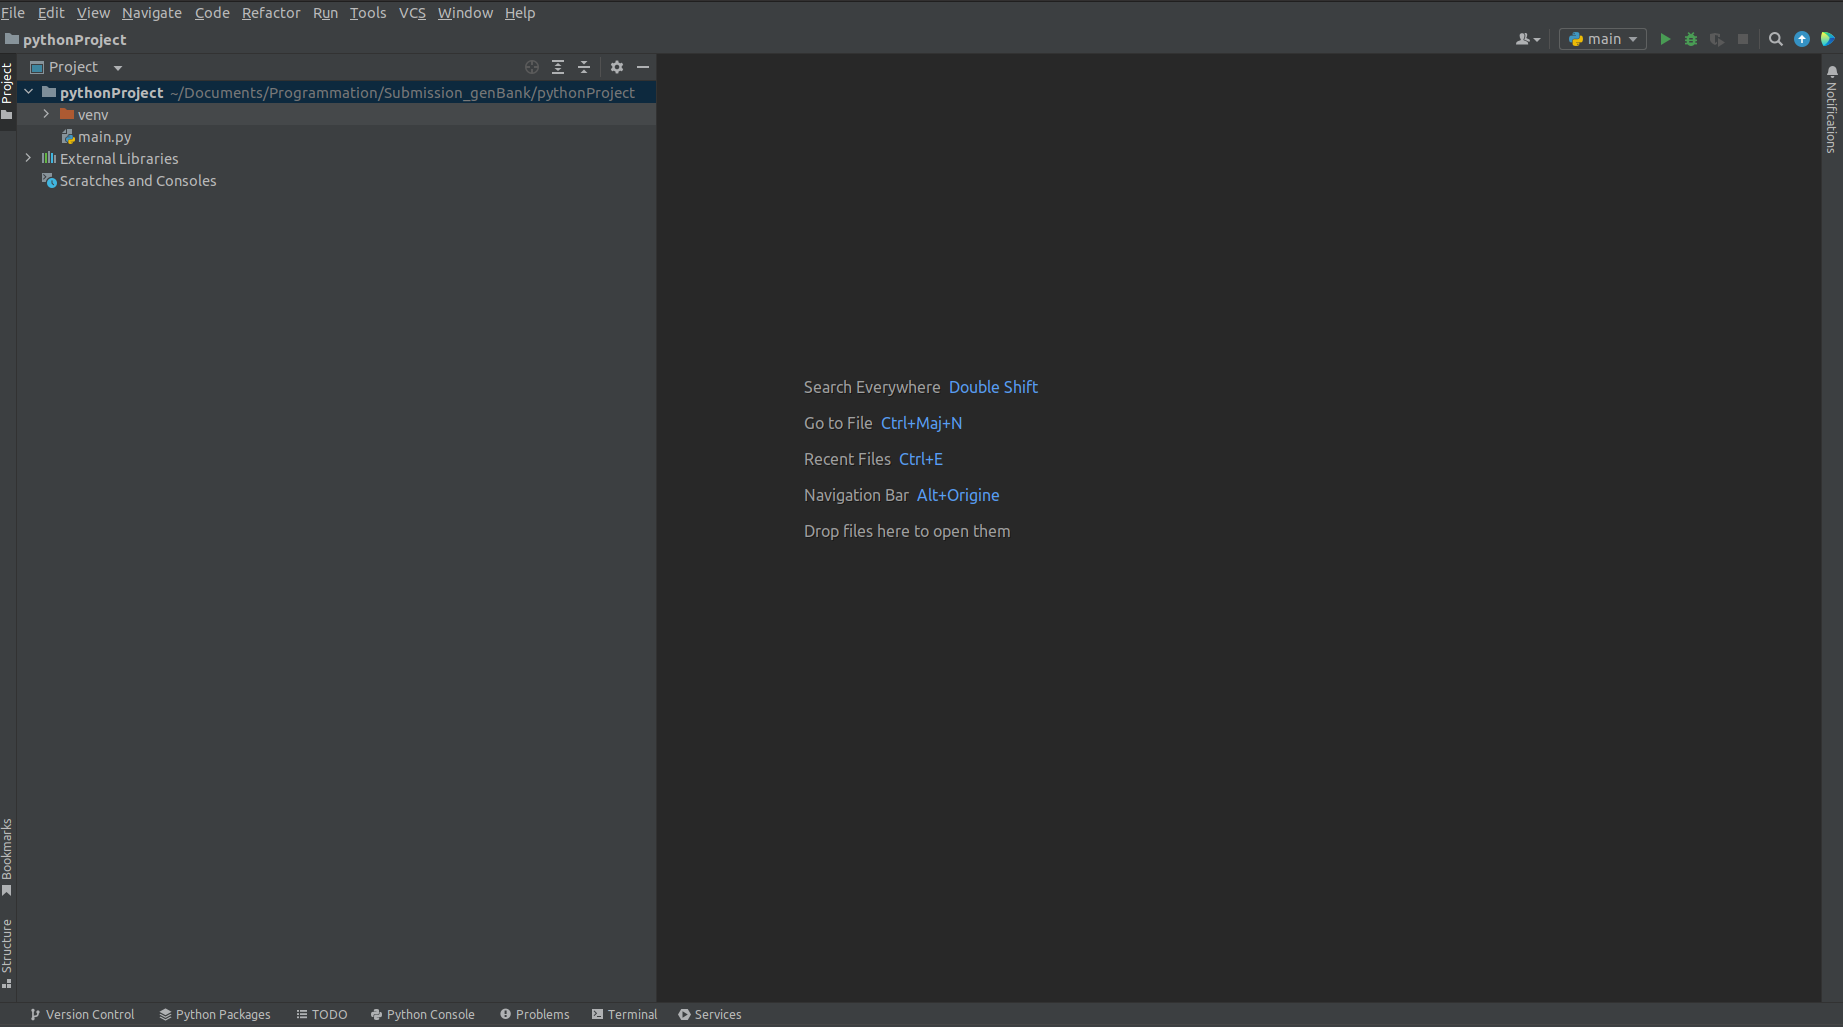 File Edit View Navigate Code Refactor Run Tools VCS Window Help
pythonProject
main
Project
Project
pythonProject ~/Documents/Programmation/Submission_genBank/pythonProject
venv
main.py
External Libraries
Scratches and Consoles
Search Everywhere Double Shift
Go to File Ctrl+Maj+N
Recent Files Ctrl+E
Navigation Bar Alt+Origine
Drop files here to open them
Notifications
Bookmarks
Structure
Version Control Python Packages TODO Python Console Problems Terminal Services